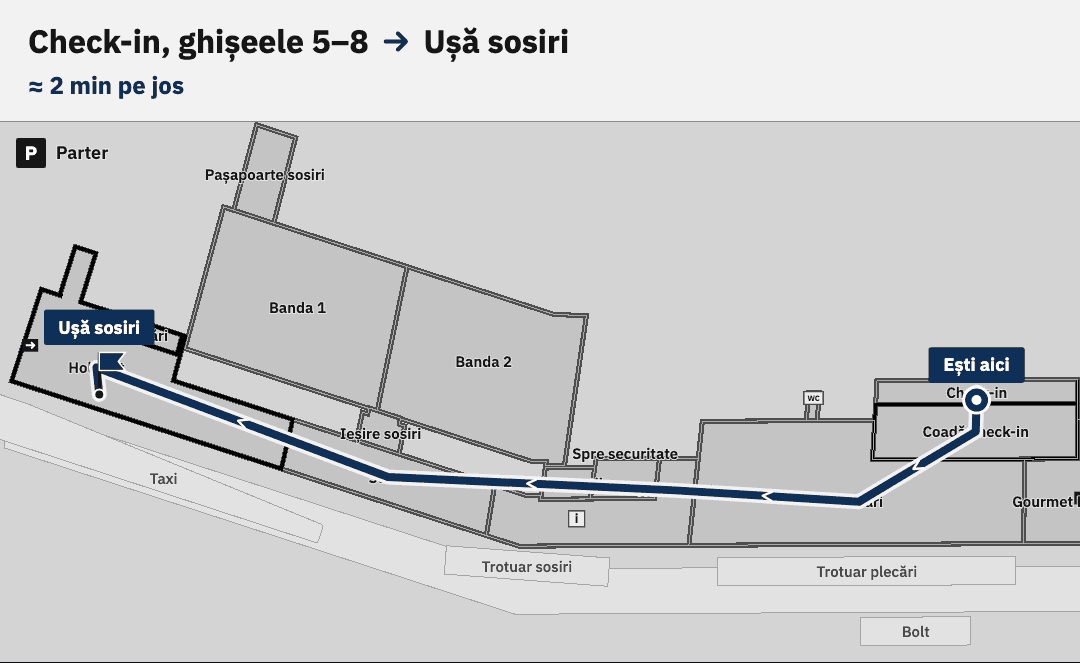 Check-in, ghișeele 5–8 → Ușă sosiri
≈ 2 min pe jos
P Parter
Pașapoarte sosiri
Banda 1
Banda 2
Ușă sosiri
Ești aici
wc
Ieșire sosiri
Spre securitate
Coadă
Gourmet
Taxi
i
Trotuar sosiri
Trotuar plecări
Bolt